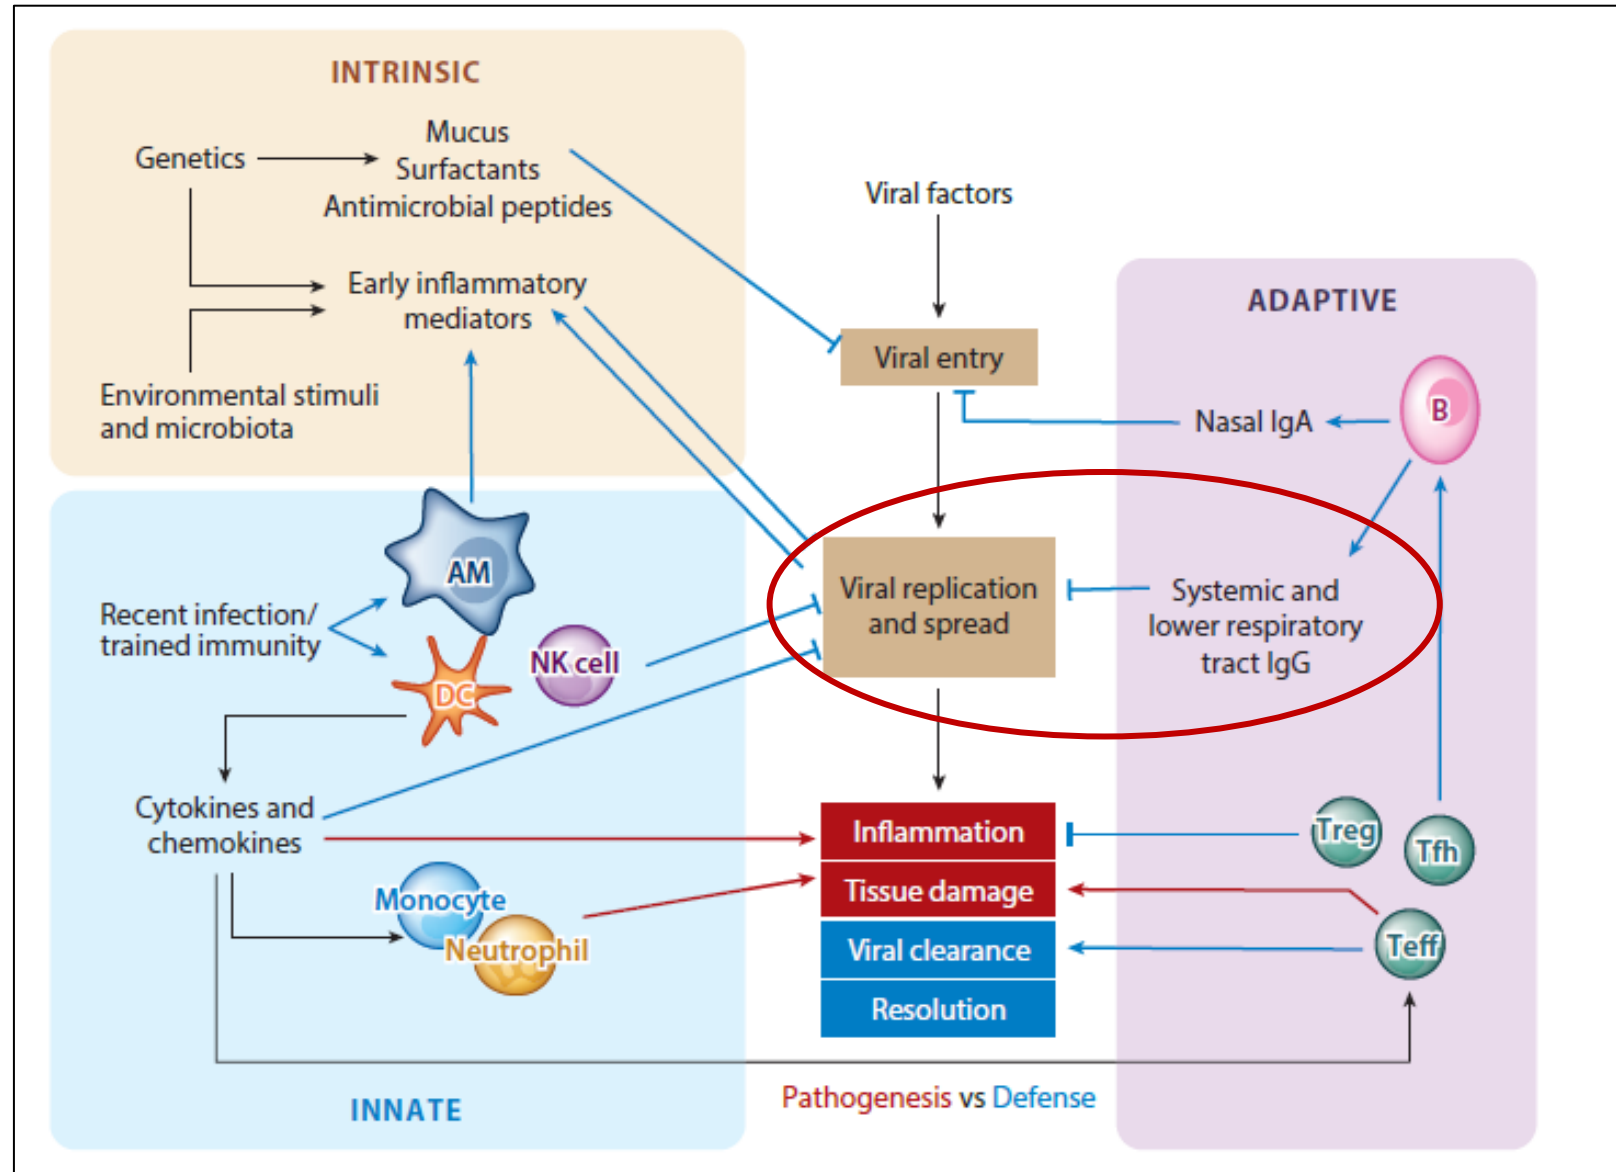 INTRINSIC
Genetics
Mucus
Surfactants
Antimicrobial peptides
Early inflammatory
mediators
Environmental stimuli
and microbiota
Viral factors
Viral entry
ADAPTIVE
B
Nasal IgA
AM
Recent infection/
trained immunity
DC
NK cell
Viral replication
and spread
Systemic and
lower respiratory
tract IgG
Cytokines and
chemokines
Monocyte
Neutrophil
Inflammation
Tissue damage
Viral clearance
Resolution
Treg
Tfh
Teff
INNATE
Pathogenesis vs Defense